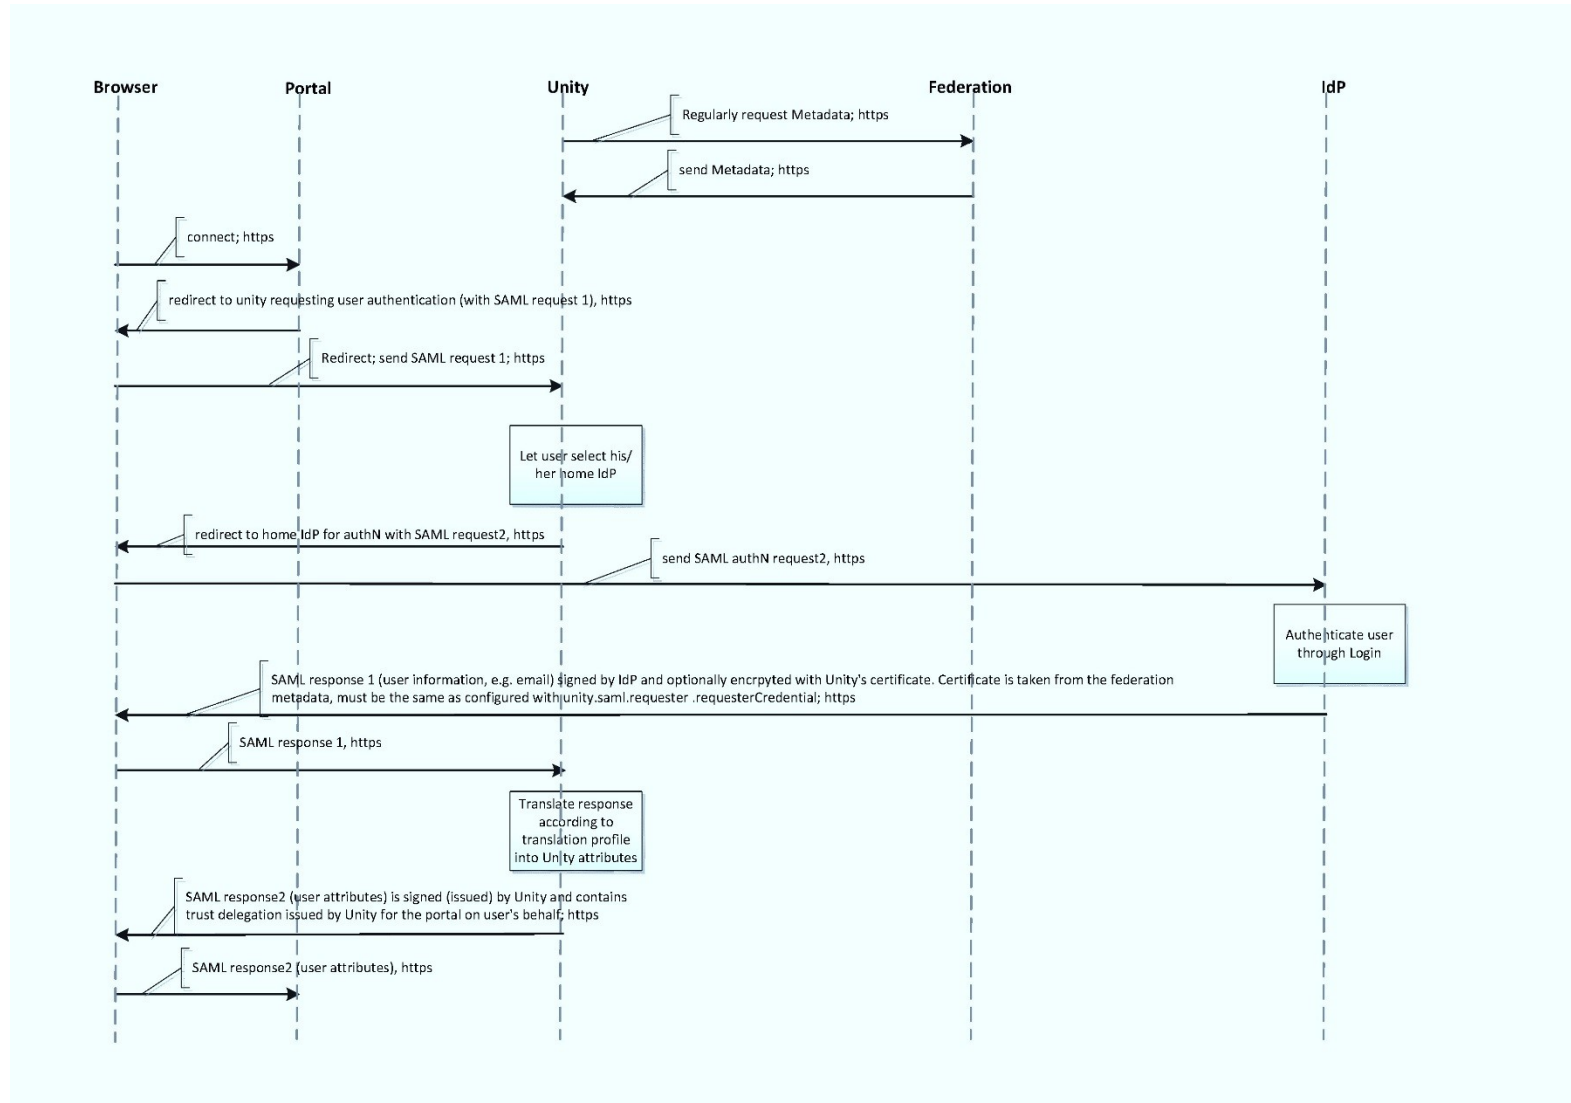 Browser
Portal
Unity
Federation
IdP
Regularly request Metadata; https
send Metadata; https
connect; https
redirect to unity requesting user authentication (with SAML request 1), https
Redirect; send SAML request 1; https
Let user select his/
her home IdP
redirect to home IdP for authN with SAML request2, https
send SAML authN request2, https
Authenticate user
through Login
SAML response 1 (user information, e.g. email) signed by IdP and optionally encrpyted with Unity's certificate. Certificate is taken from the federation
metadata, must be the same as configured with unity.saml.requester .requesterCredential; https
SAML response 1, https
Translate response
according to
translation profile
into Unity attributes
SAML response2 (user attributes) is signed (issued) by Unity and contains
trust delegation issued by Unity for the portal on user's behalf; https
SAML response2 (user attributes), https